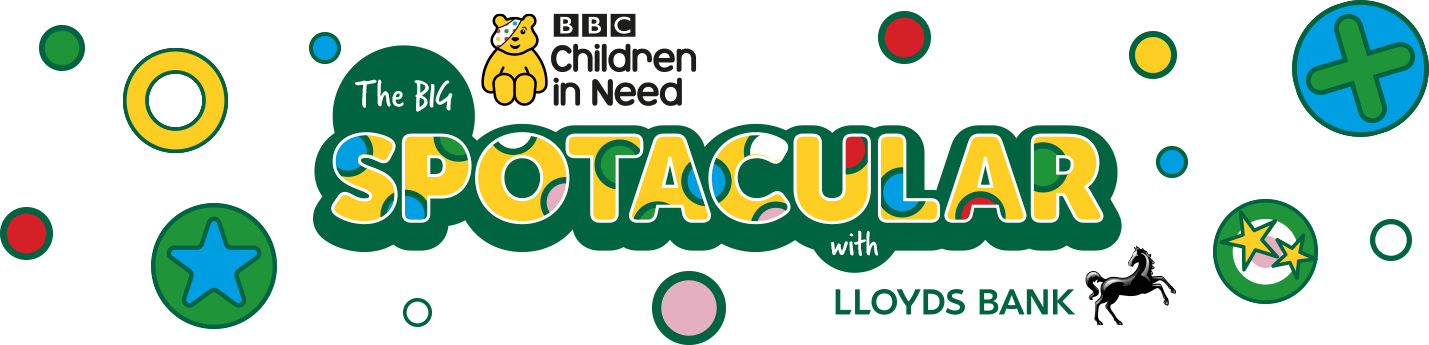 BBC
Children
in Need
The BIG
SPOTACULAR
with
LLOYDS BANK